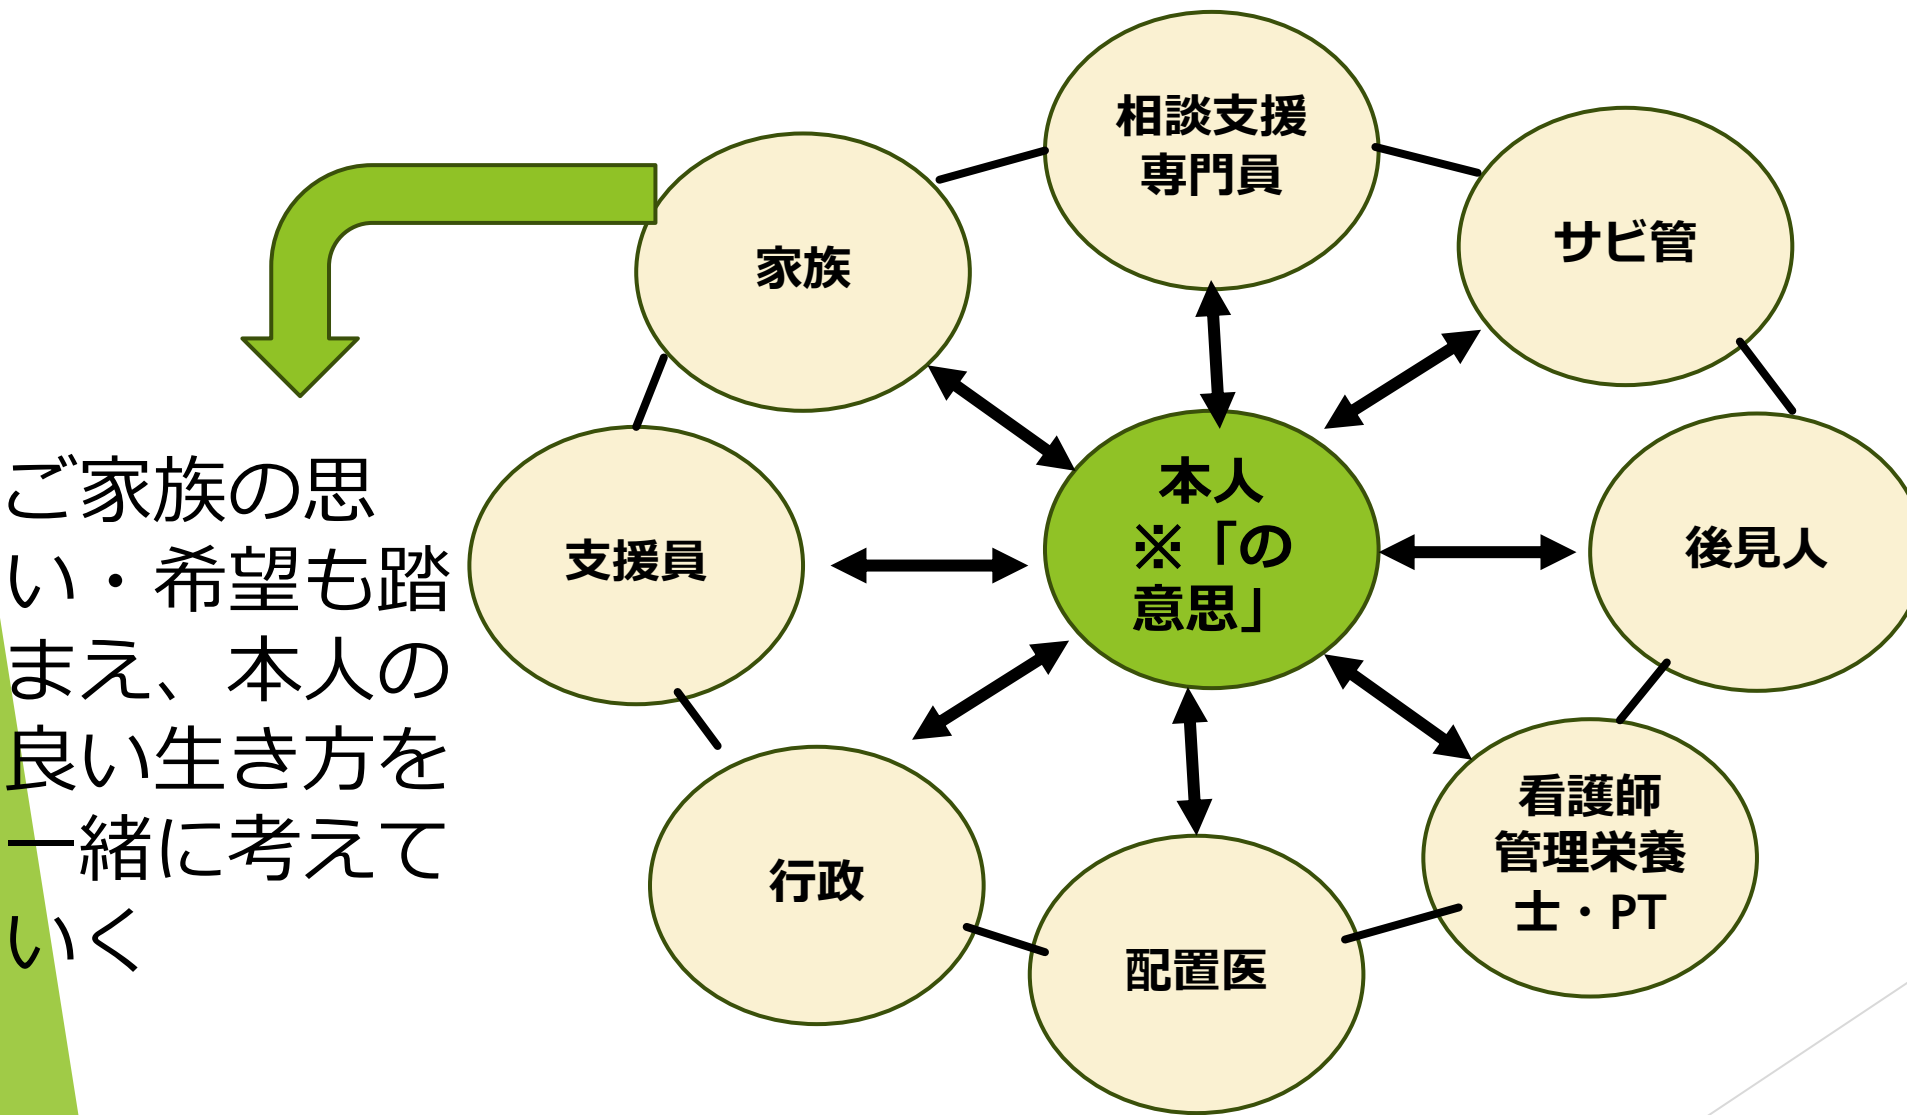 相談支援
専門員
サビ管
家族
本人
※「の
意思」
後見人
支援員
看護師
管理栄養
士・PT
行政
配置医
ご家族の思
い・希望も踏
まえ、本人の
良い生き方を
一緒に考えて
いく